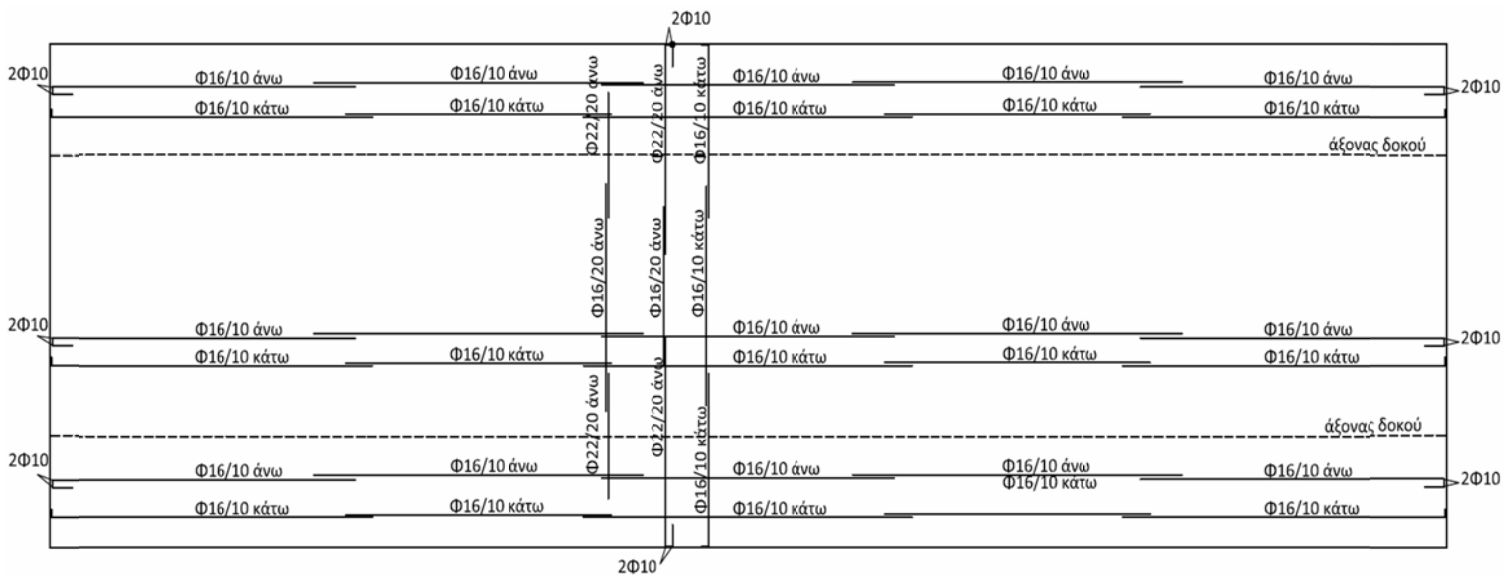 2Φ10
2Φ10 Φ16/10 άνω Φ16/10 άνω Φ16/10 άνω Φ16/10 άνω Φ16/10 άνω 2Φ10
Φ16/10 κάτω Φ16/10 κάτω Φ16/10 κάτω Φ16/10 κάτω Φ16/10 κάτω
Φ22/20 άνω
Φ22/20 άνω
Φ16/10 κάτω
άξονας δοκού
Φ16/20 άνω
Φ16/20 άνω
Φ16/10 κάτω
2Φ10 Φ16/10 άνω Φ16/10 άνω Φ16/10 άνω Φ16/10 άνω 2Φ10
Φ16/10 κάτω Φ16/10 κάτω Φ16/10 κάτω Φ16/10 κάτω Φ16/10 κάτω
Φ22/20 άνω
Φ22/20 άνω
Φ16/10 κάτω
άξονας δοκού
2Φ10 Φ16/10 άνω Φ16/10 άνω Φ16/10 άνω Φ16/10 άνω Φ16/10 άνω 2Φ10
Φ16/10 κάτω
Φ16/10 κάτω Φ16/10 κάτω Φ16/10 κάτω Φ16/10 κάτω
2Φ10